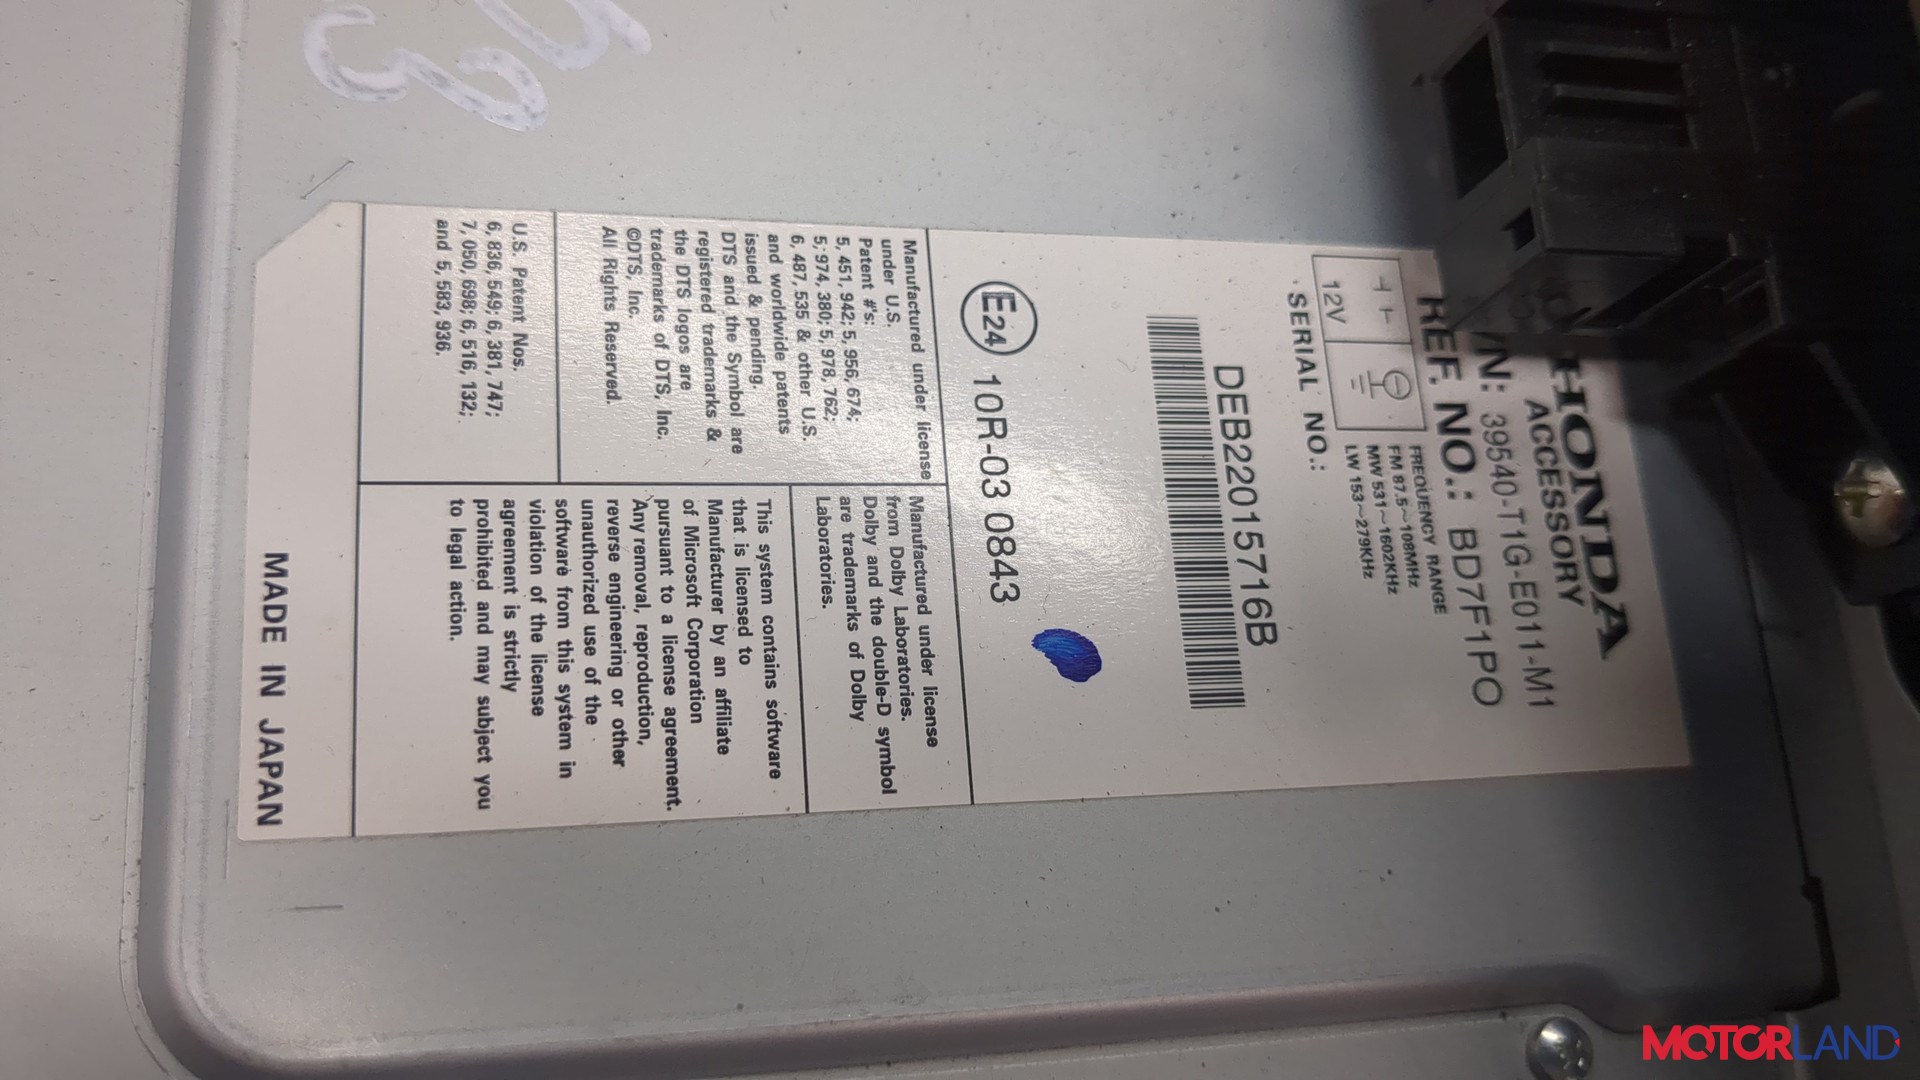 HONDA
ACCESSORY
/N: 39540-T1G-E011-M1
REF. NO.: BD7F1PO
12V
FREQUENCY RANGE
FM 87.5~108MHz
MW 531~1602KHz
LW 153~279KHz
SERIAL NO.:
DEB22015716B
E24 10R-03 0843
Manufactured under license
under U.S.
Patent #'s:
5, 451, 942; 5, 956, 674;
5, 974, 380; 5, 978, 762;
6, 487, 535 & other U.S.
and worldwide patents
issued & pending.
DTS and the Symbol are
registered trademarks &
the DTS logos are
trademarks of DTS, Inc.
©DTS, Inc.
All Rights Reserved.
U.S. Patent Nos.
6, 836, 549; 6, 381, 747;
7, 050, 698; 6, 516, 132;
and 5, 583, 936.
Manufactured under license
from Dolby Laboratories.
Dolby and the double-D symbol
are trademarks of Dolby
Laboratories.
This system contains software
that is licensed to
Manufacturer by an affiliate
of Microsoft Corporation
pursuant to a license agreement.
Any removal, reproduction,
reverse engineering or other
unauthorized use of the
software from this system in
violation of the license
agreement is strictly
prohibited and may subject you
to legal action.
MADE IN JAPAN
MOTORLAND